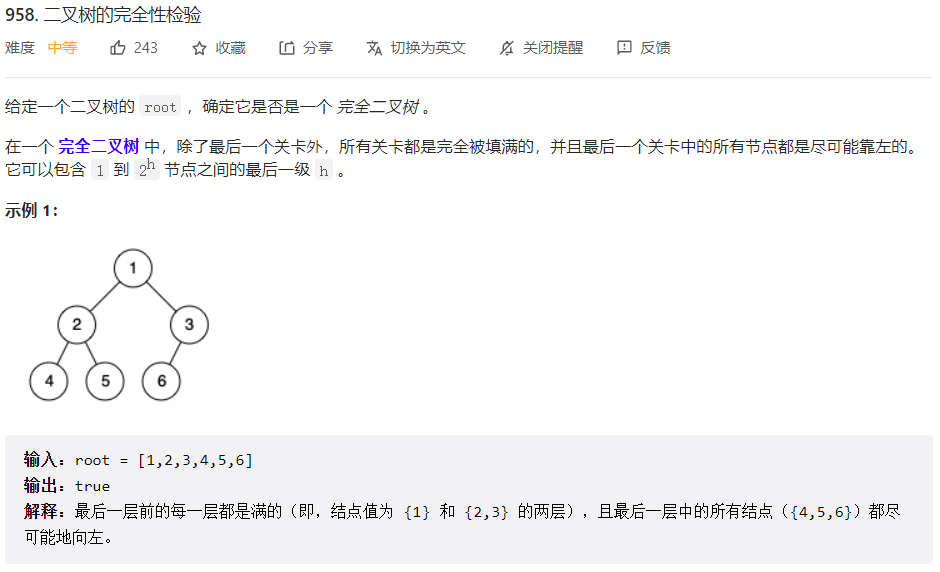 958. 二叉树的完全性检验
难度 中等 243 收藏 分享 切换为英文 关闭提醒 反馈
给定一个二叉树的 root ，确定它是否是一个 完全二叉树 。
在一个 完全二叉树 中，除了最后一个关卡外，所有关卡都是完全被填满的，并且最后一个关卡中的所有节点都是尽可能靠左的。
它可以包含 1 到 2h 节点之间的最后一级 h 。
示例 1：
1
2 3
4 5 6
输入：root = [1,2,3,4,5,6]
输出：true
解释：最后一层前的每一层都是满的（即，结点值为 {1} 和 {2,3} 的两层），且最后一层中的所有结点（{4,5,6}）都尽
可能地向左。